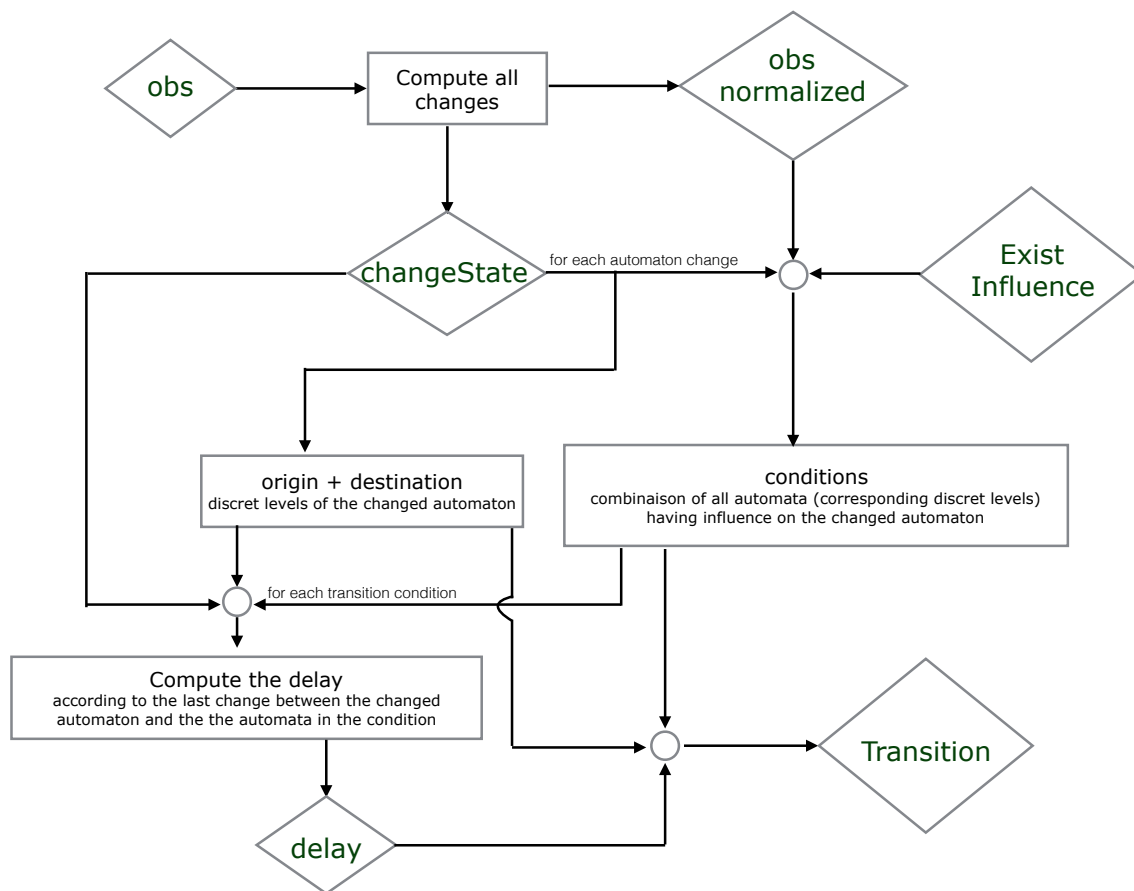 obs
Compute all
changes
obs
normalized
changeState
for each automaton change
Exist
Influence
origin + destination
discret levels of the changed automaton
conditions
combinaison of all automata (corresponding discret levels)
having influence on the changed automaton
for each transition condition
Compute the delay
according to the last change between the changed
automaton and the the automata in the condition
Transition
delay